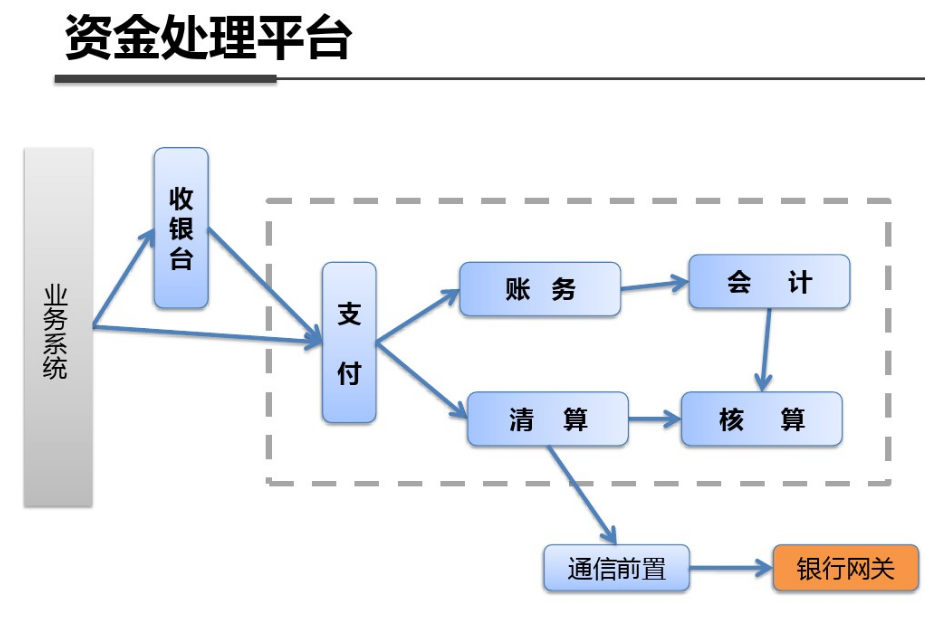 资金处理平台
收银台
业务系统
支付
账 务
会 计
清 算
核 算
通信前置
银行网关